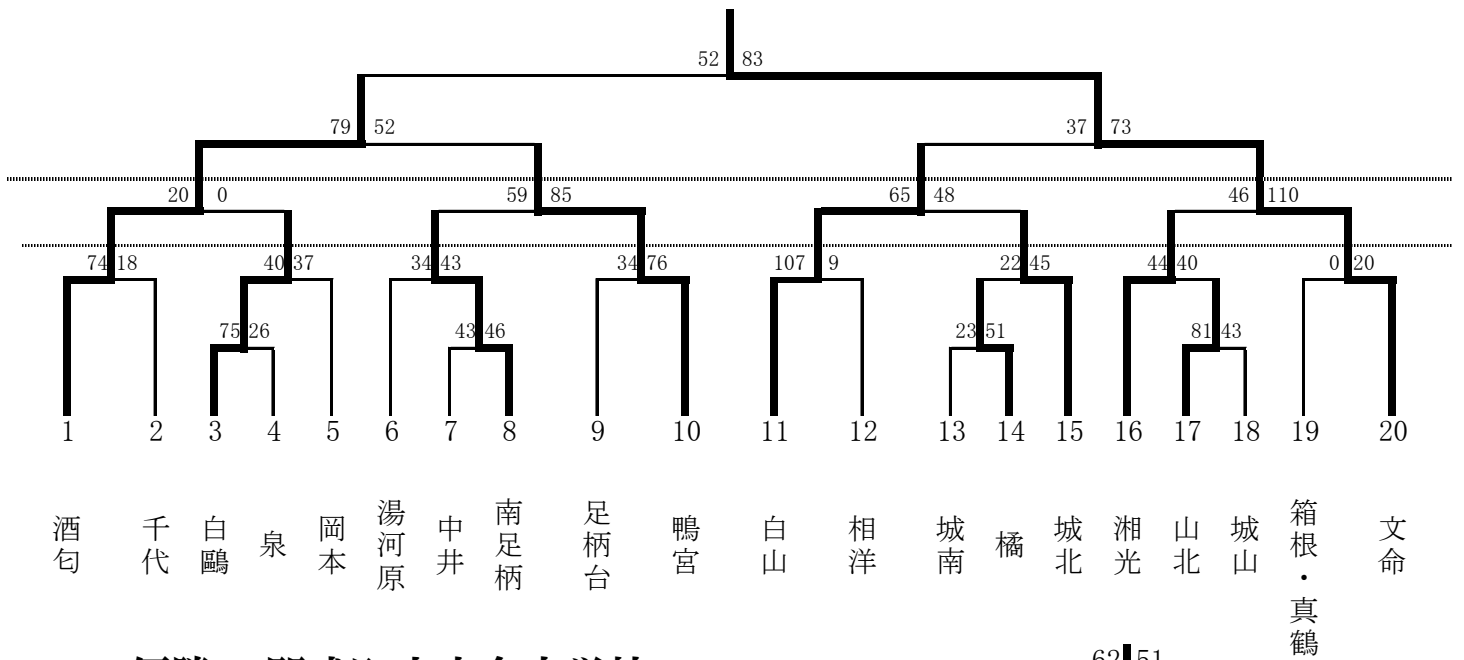 52 83
79 52
37 73
20 0
59 85
65 48
46 110
74 18
40 37
34 43
34 76
107 9
22 45
44 40
0 20
75 26
43 46
23 51
81 43
1 2 3 4 5 6 7 8 9 10 11 12 13 14 15 16 17 18 19 20
酒匂
千代
白鷗
泉
岡本
湯河原
中井
南足柄
足柄台
鴨宮
白山
相洋
城南
橘
城北
湘光
山北
城山
箱根・真鶴
文命
62 51